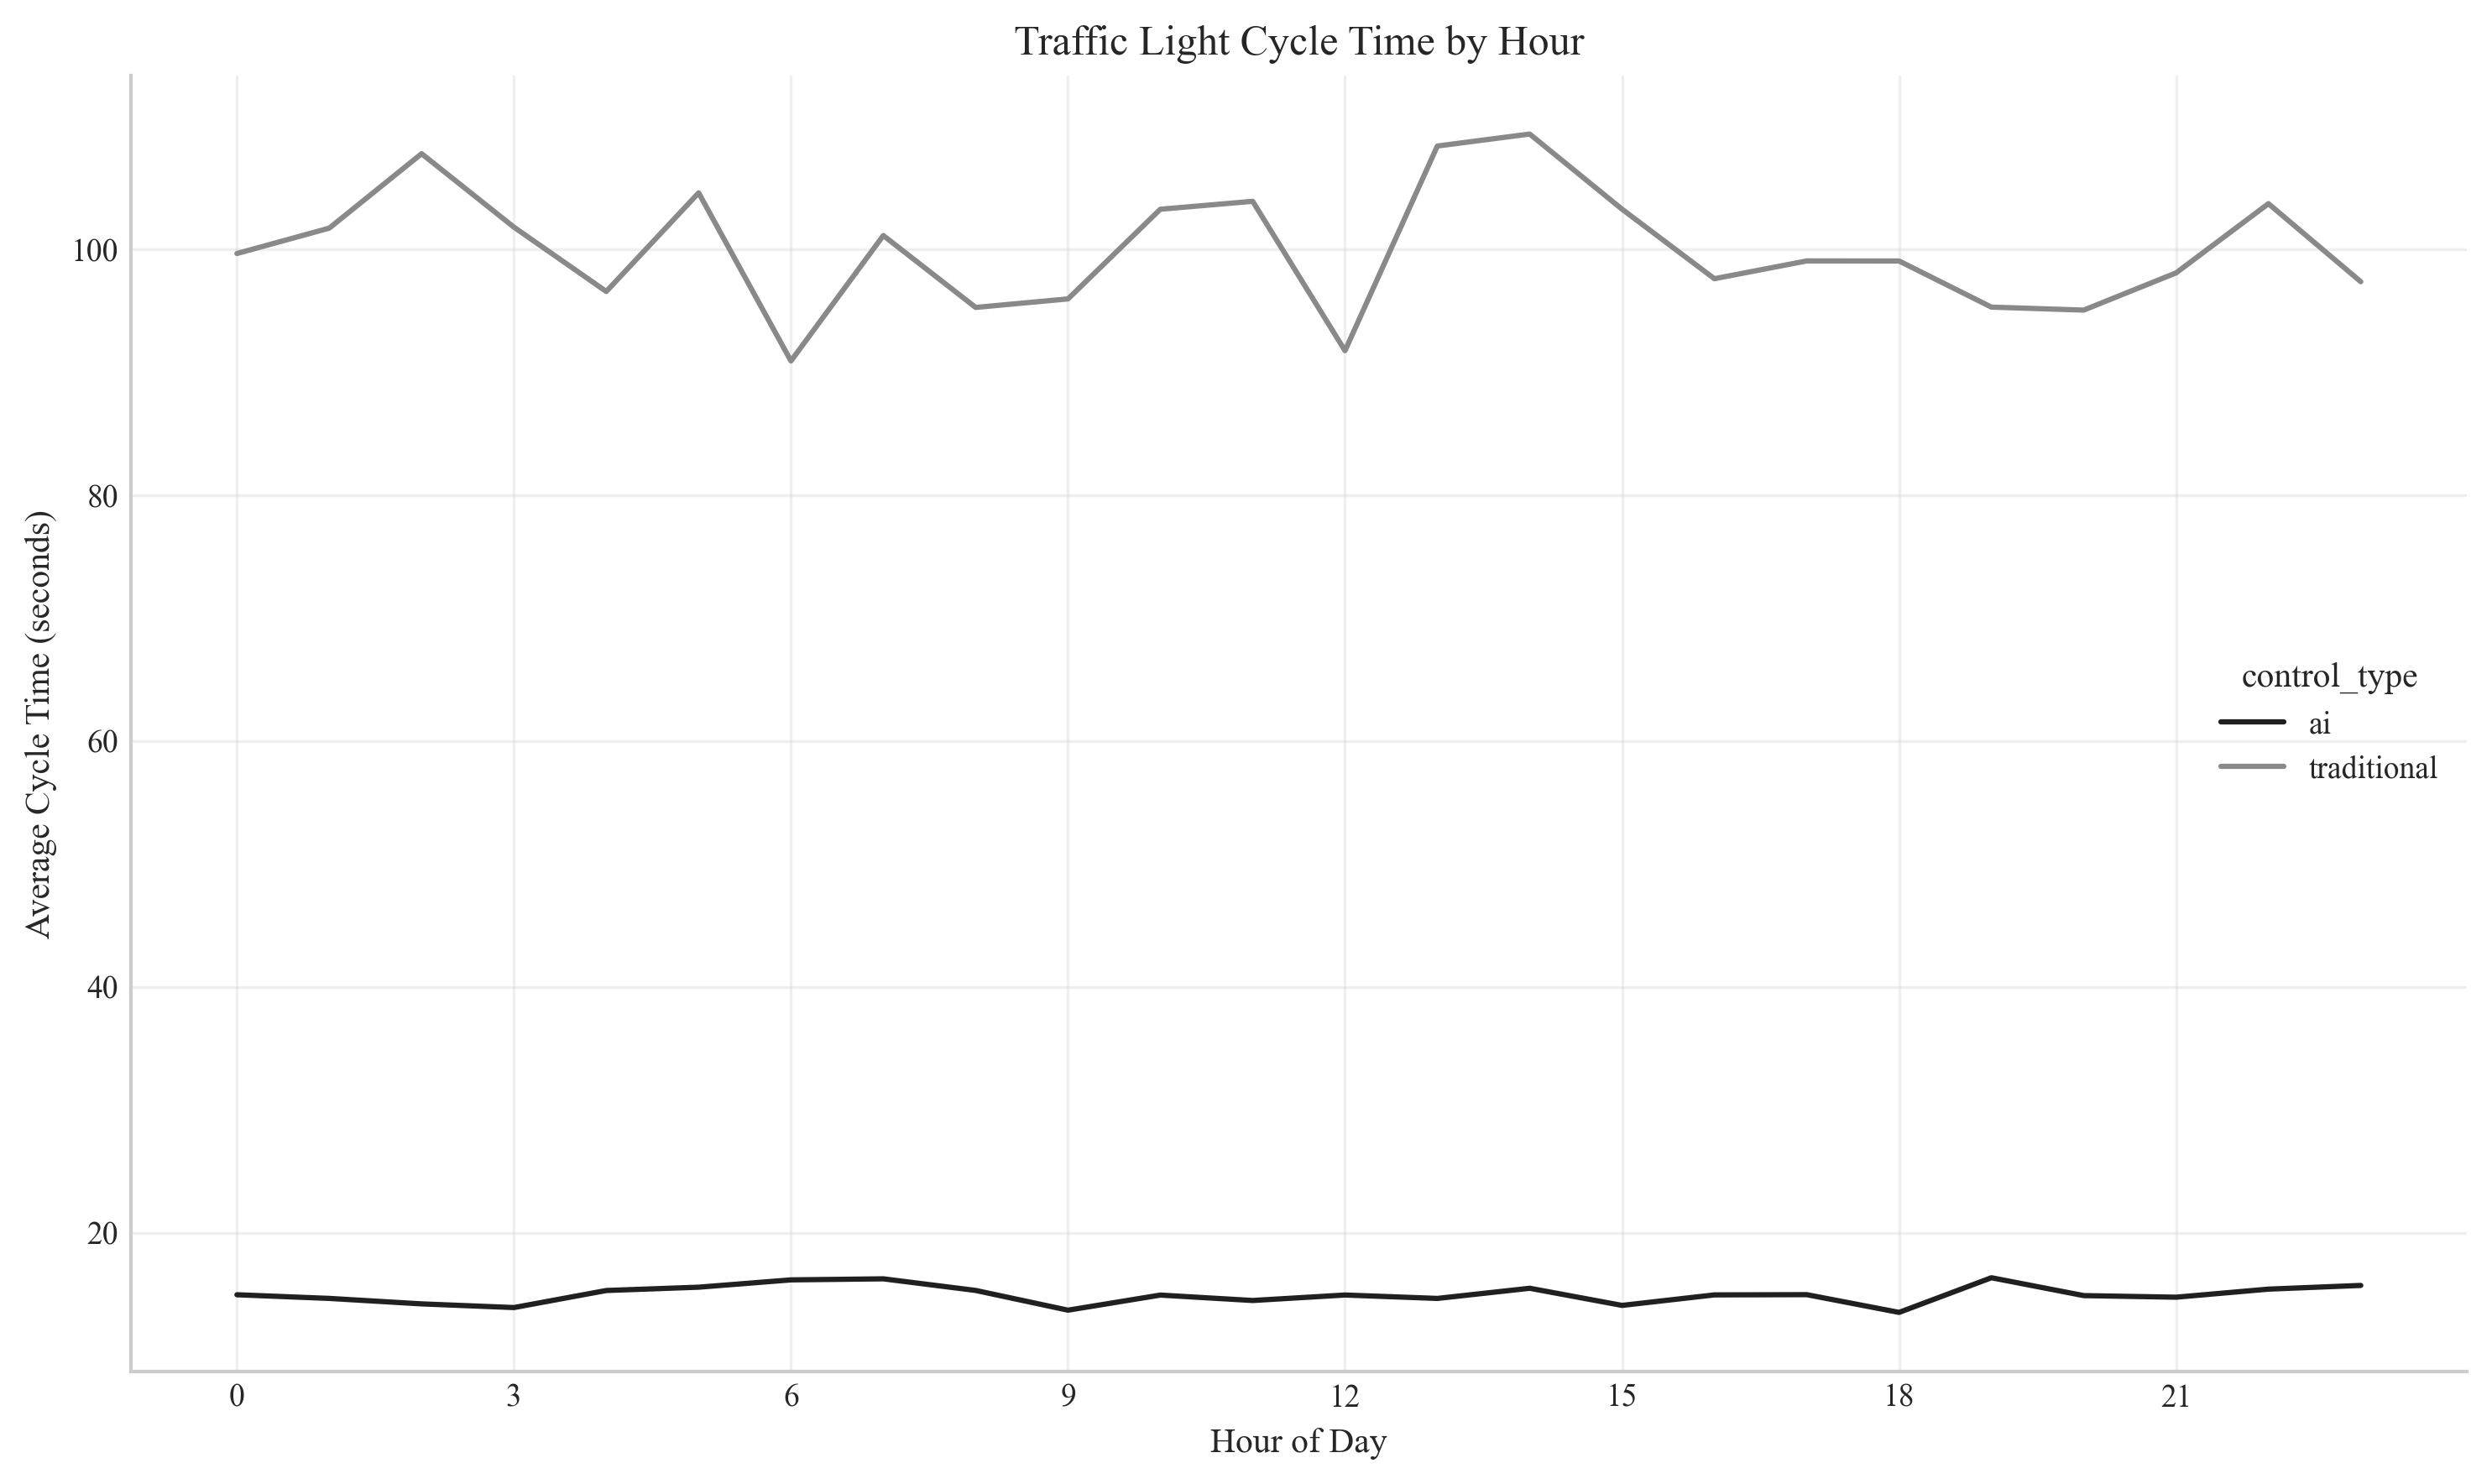 Traffic Light Cycle Time by Hour
Average Cycle Time (seconds)
100
80
60
40
20
control_type
ai
traditional
0 3 6 9 12 15 18 21
Hour of Day